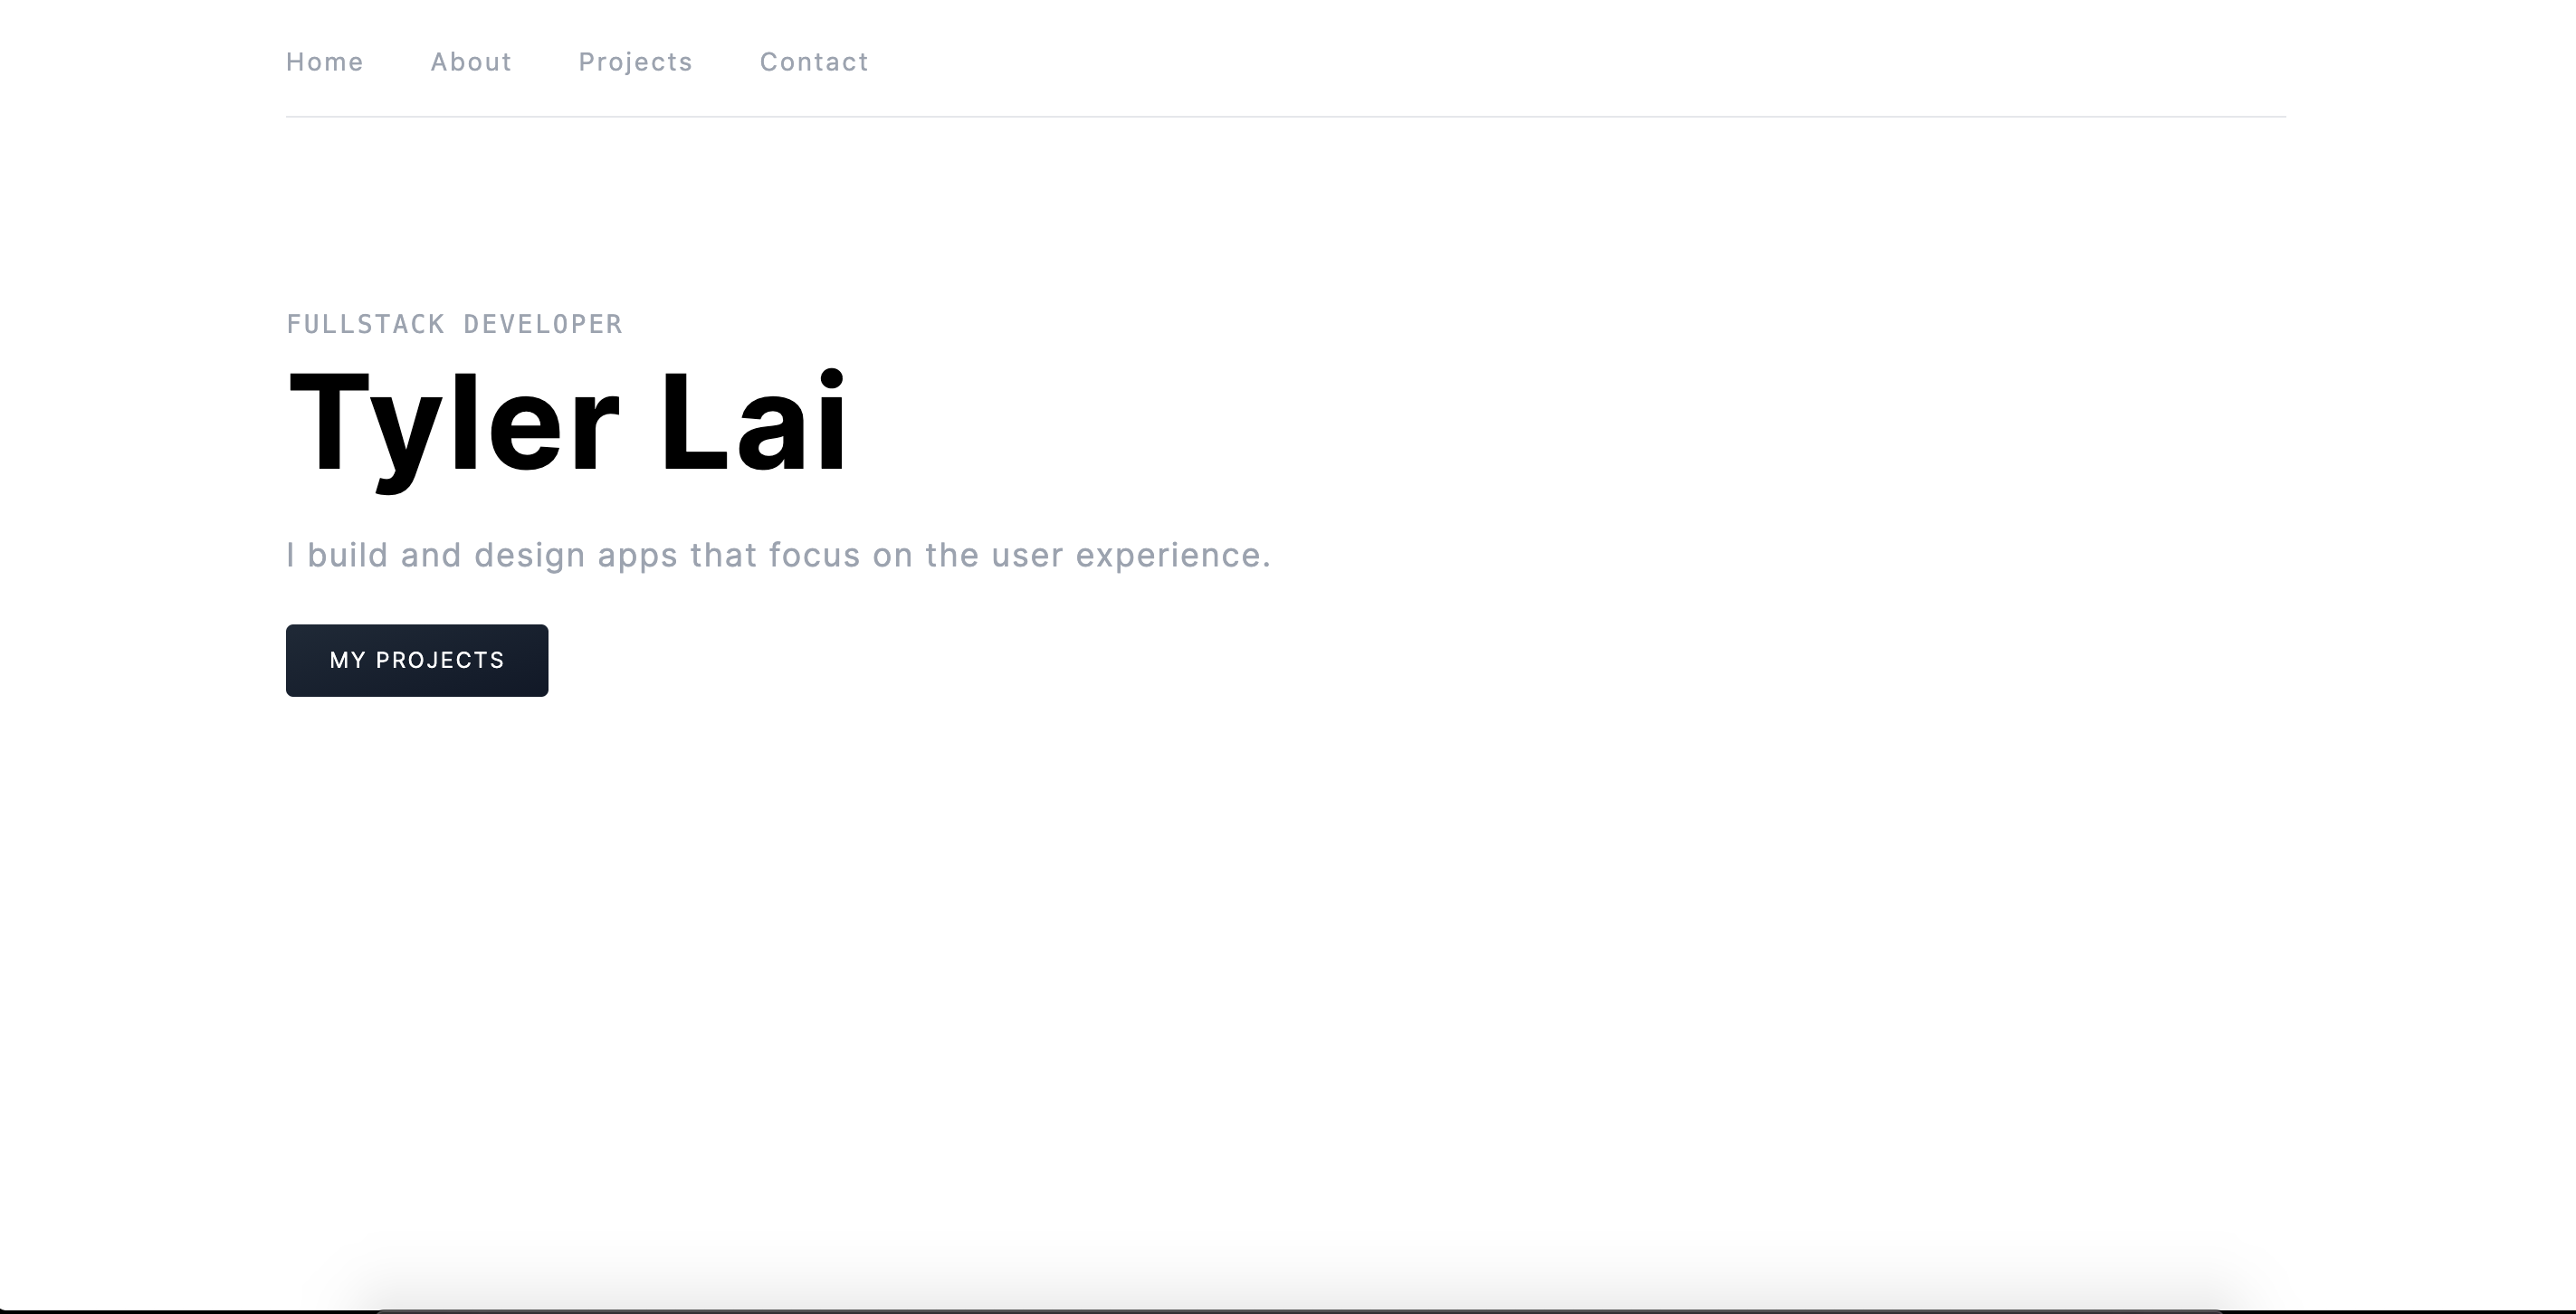 Home About Projects Contact
FULLSTACK DEVELOPER
Tyler Lai
I build and design apps that focus on the user experience.
MY PROJECTS